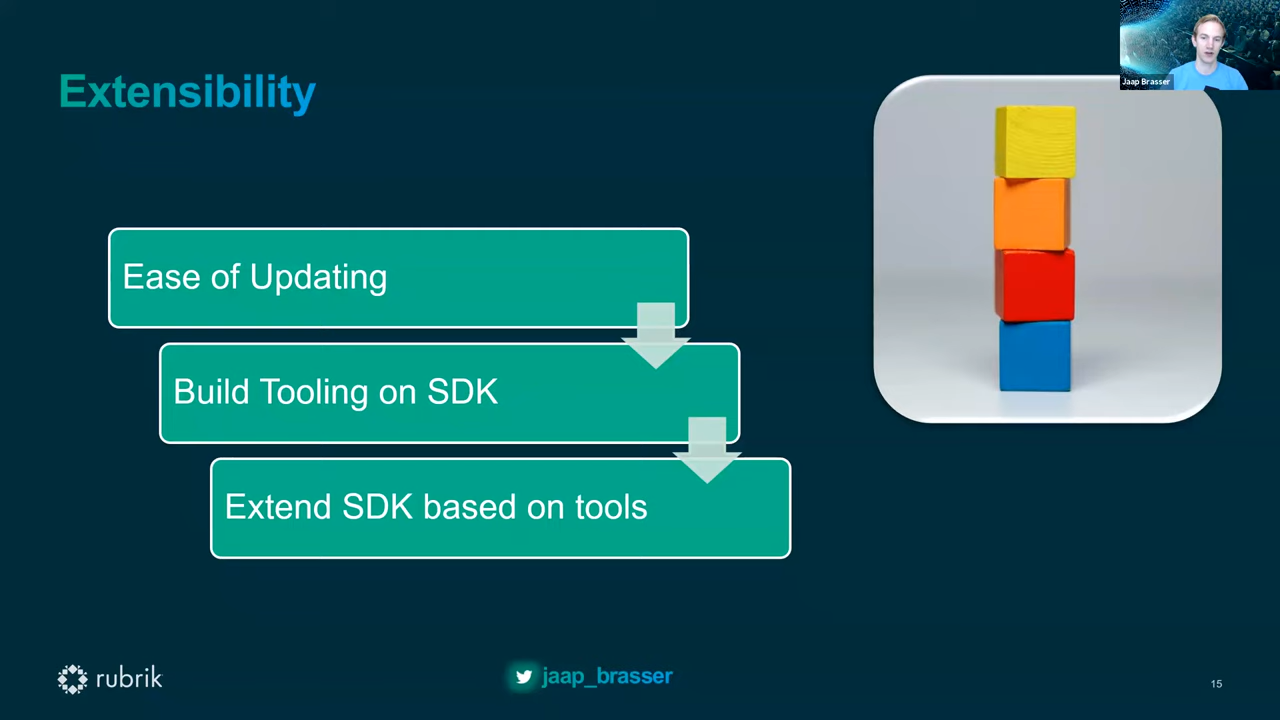 Jaap Brasser
Extensibility
Ease of Updating
Build Tooling on SDK
Extend SDK based on tools
rubrik
jaap_brasser
15